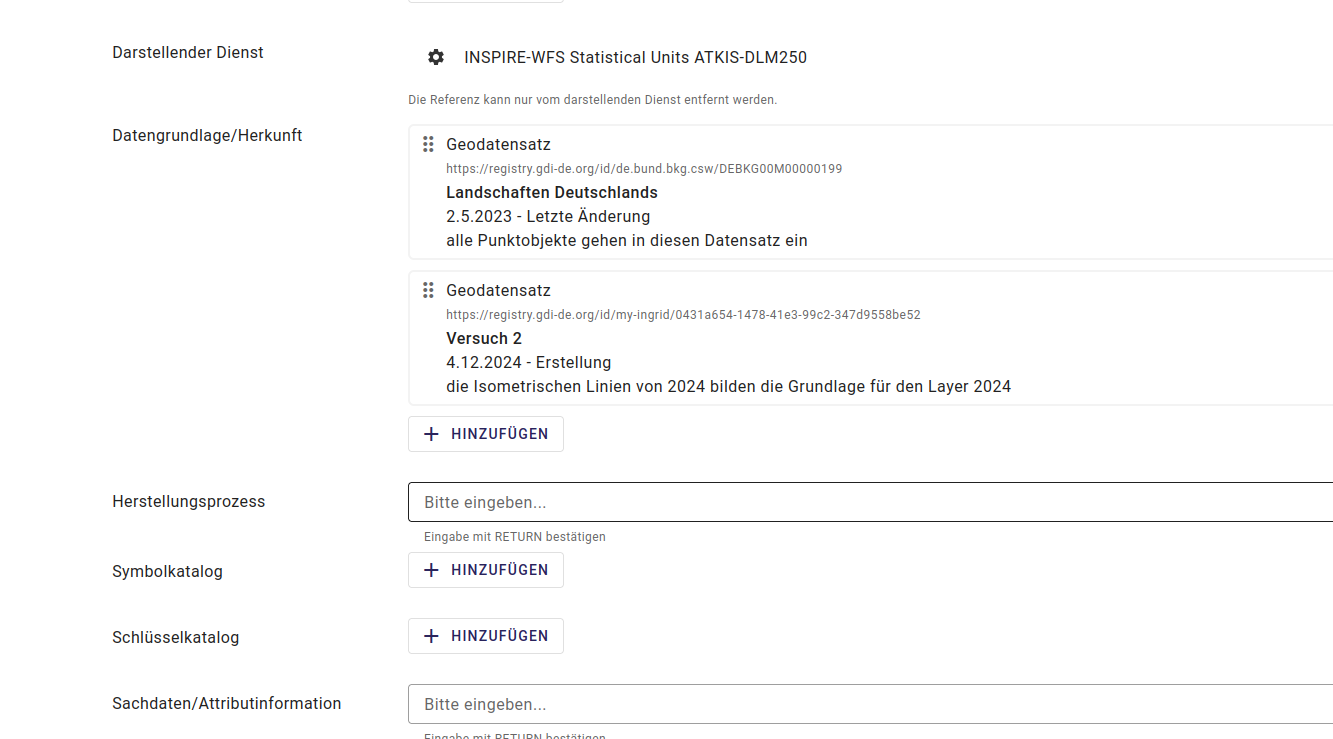 Darstellender Dienst
INSPIRE-WFS Statistical Units ATKIS-DLM250
Die Referenz kann nur vom darstellenden Dienst entfernt werden.
Datengrundlage/Herkunft
Geodatensatz
https://registry.gdi-de.org/id/de.bund.bkg.csw/DEBKG00M00000199
Landschaften Deutschlands
2.5.2023 - Letzte Änderung
alle Punktobjekte gehen in diesen Datensatz ein
Geodatensatz
https://registry.gdi-de.org/id/my-ingrid/0431a654-1478-41e3-99c2-347d9558be52
Versuch 2
4.12.2024 - Erstellung
die Isometrischen Linien von 2024 bilden die Grundlage für den Layer 2024
+ HINZUFÜGEN
Herstellungsprozess
Bitte eingeben...
Eingabe mit RETURN bestätigen
Symbolkatalog
+ HINZUFÜGEN
Schlüsselkatalog
+ HINZUFÜGEN
Sachdaten/Attributinformation
Bitte eingeben...
Eingabe mit RETURN bestätigen